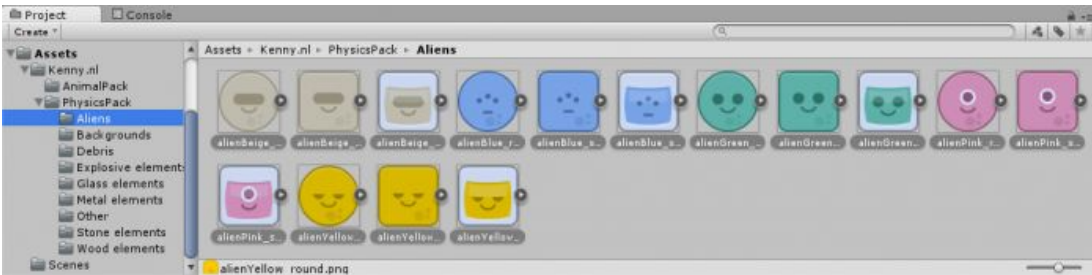 Project Console
Create
Assets
Kenny.nl
AnimalPack
PhysicsPack
Aliens
Backgrounds
Debris
Explosive element
Glass elements
Metal elements
Other
Stone elements
Wood elements
Scenes
Assets ▸ Kenny.nl ▸ PhysicsPack ▸ Aliens
alienBeige_... alienBeige_... alienBeige_... alienBlue_r... alienBlue_s... alienBlue_s... alienGreen_... alienGreen... alienGreen... alienPink_r... alienPink_s...
alienPink_s... alienYellow... alienYellow... alienYellow...
alienYellow_round.png